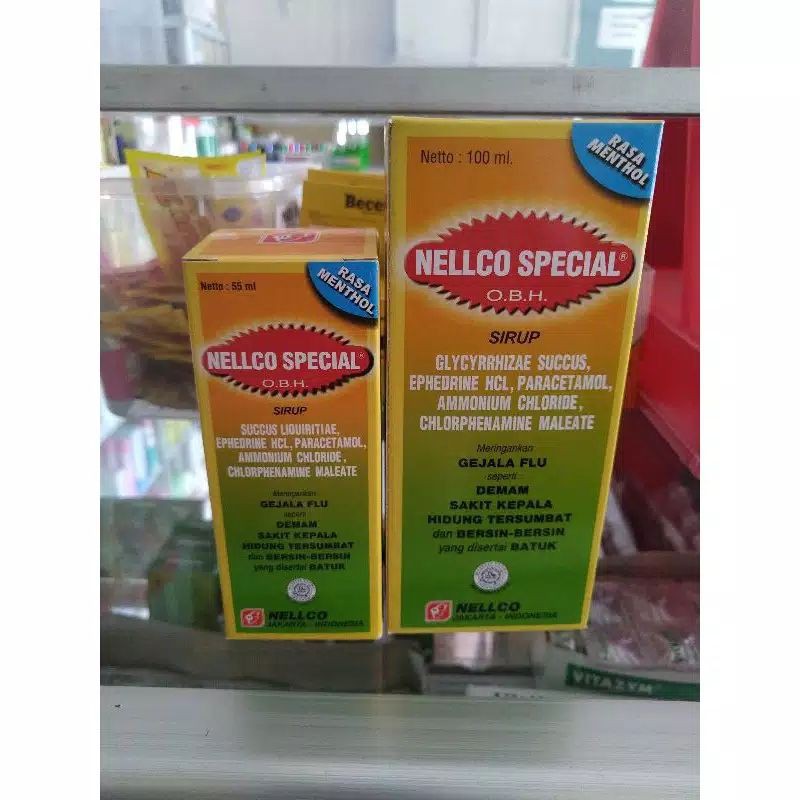 Netto : 55 ml
RASA
MENTHOL
NELLCO SPECIAL®
O.B.H.
SIRUP
SUCCUS LIQUIRITIAE,
EPHEDRINE HCL, PARACETAMOL,
AMMONIUM CHLORIDE,
CHLORPHENAMINE MALEATE
Meringankan
GEJALA FLU
seperti
DEMAM
SAKIT KEPALA
HIDUNG TERSUMBAT
dan BERSIN-BERSIN
yang disertai BATUK
NELLCO
JAKARTA - INDONESIA
Netto : 100 ml.
RASA
MENTHOL
NELLCO SPECIAL®
O.B.H.
SIRUP
GLYCYRRHIZAE SUCCUS,
EPHEDRINE HCL, PARACETAMOL,
AMMONIUM CHLORIDE,
CHLORPHENAMINE MALEATE
Meringankan
GEJALA FLU
seperti :
DEMAM
SAKIT KEPALA
HIDUNG TERSUMBAT
dan BERSIN-BERSIN
yang disertai BATUK
NELLCO
JAKARTA - INDONESIA
VITAZYM